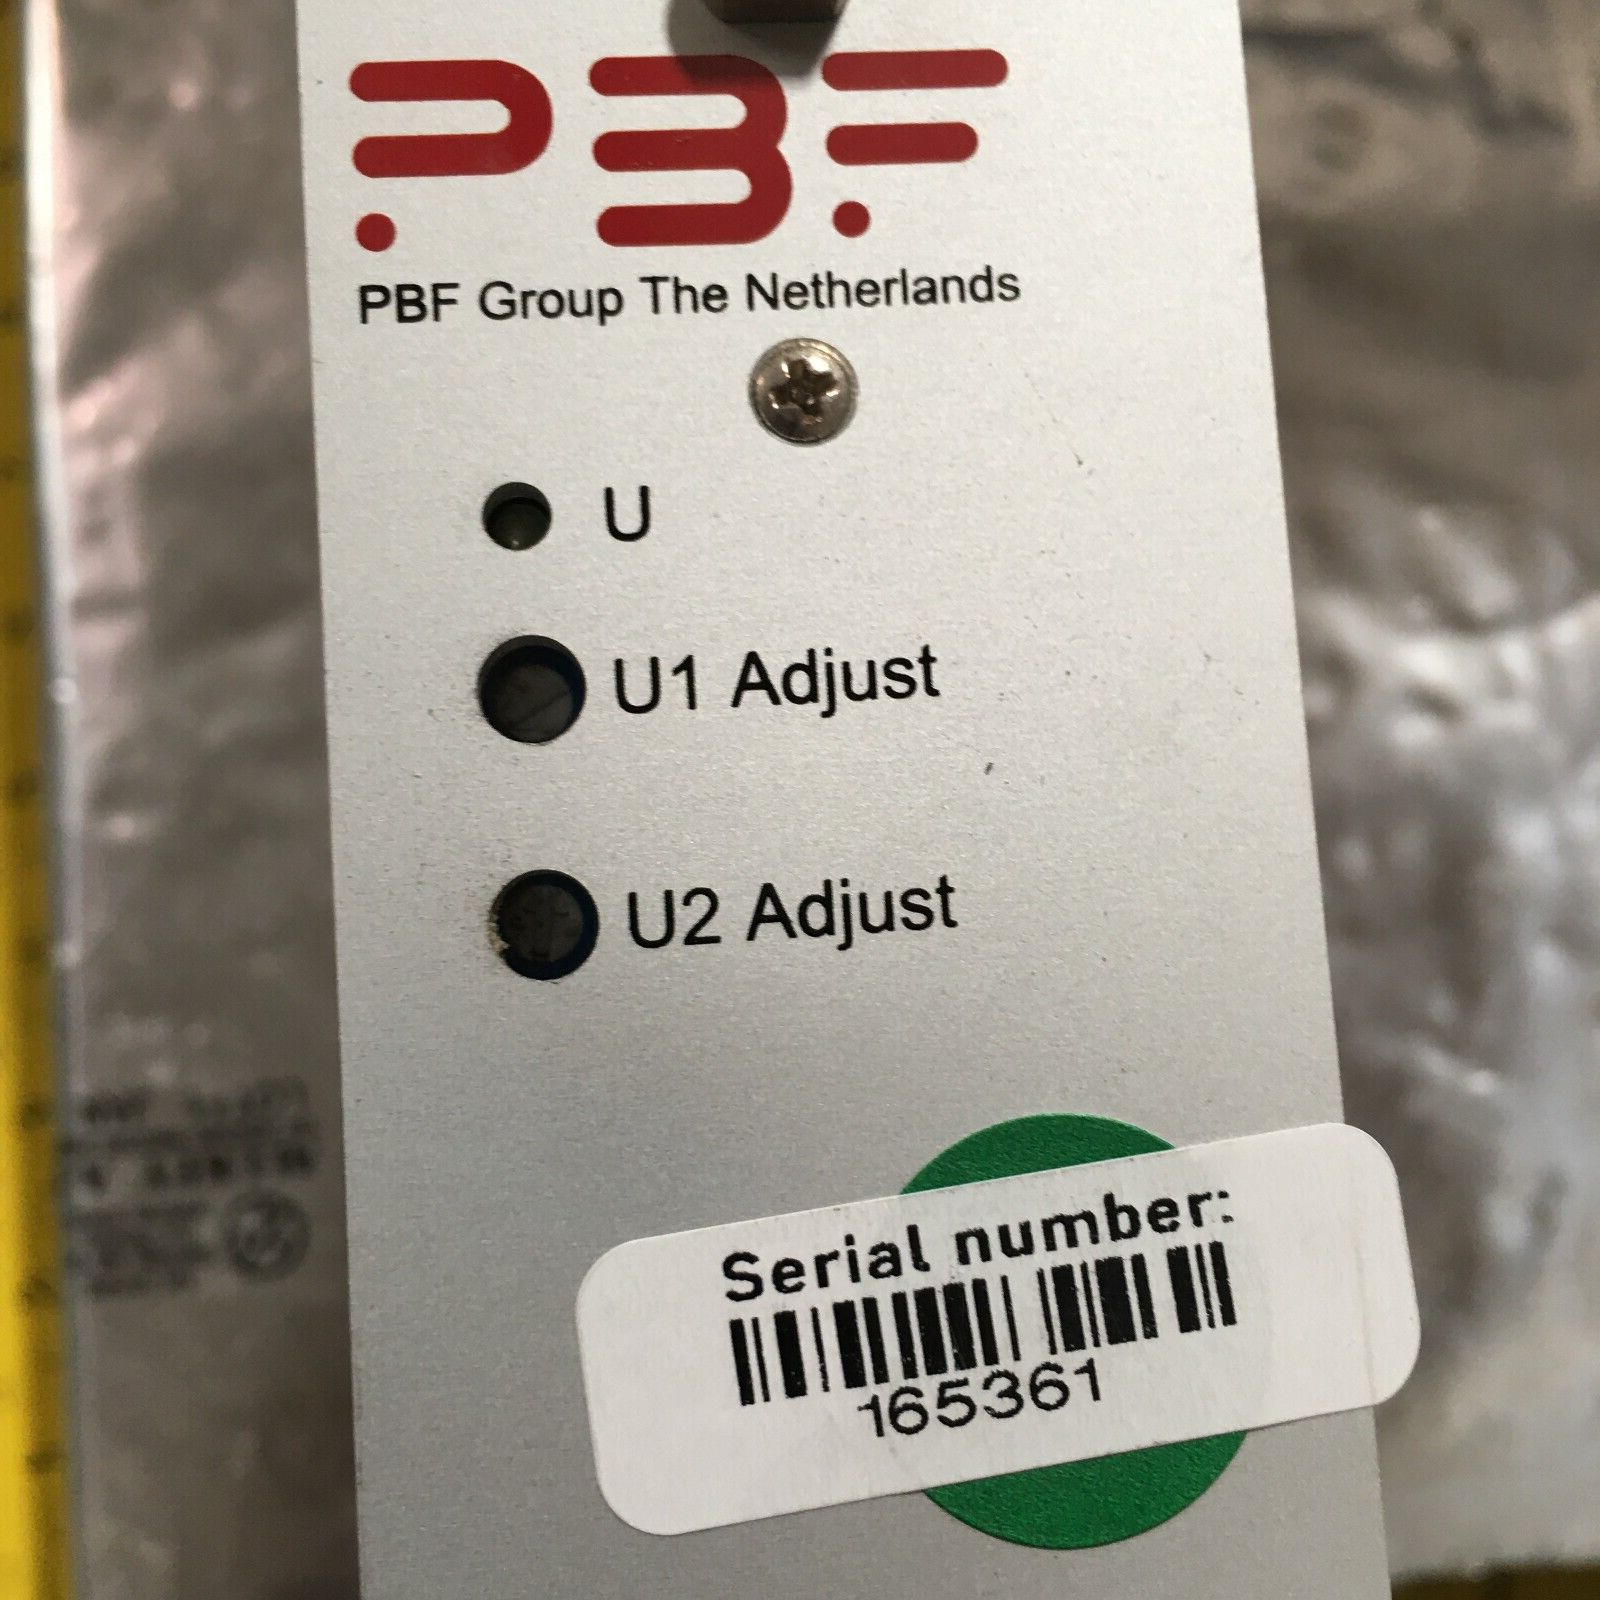 PBF
PBF Group The Netherlands
U
U1 Adjust
U2 Adjust
Serial number:
165361